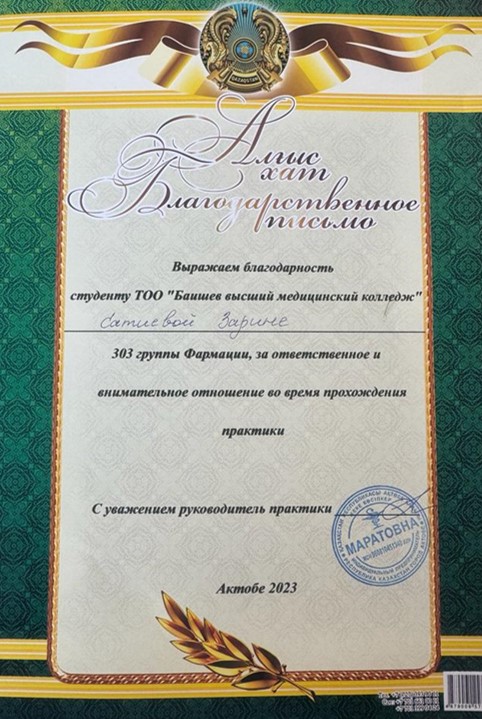 ҚАЗАҚСТАН
Алғыс
хат
Благодарственное
письмо
Выражаем благодарность
студенту ТОО "Баишев высший медицинский колледж"
Сатиевой Зарине
303 группы Фармации, за ответственное и
внимательное отношение во время прохождения
практики
С уважением руководитель практики
МАРАТОВНА
Актобе 2023